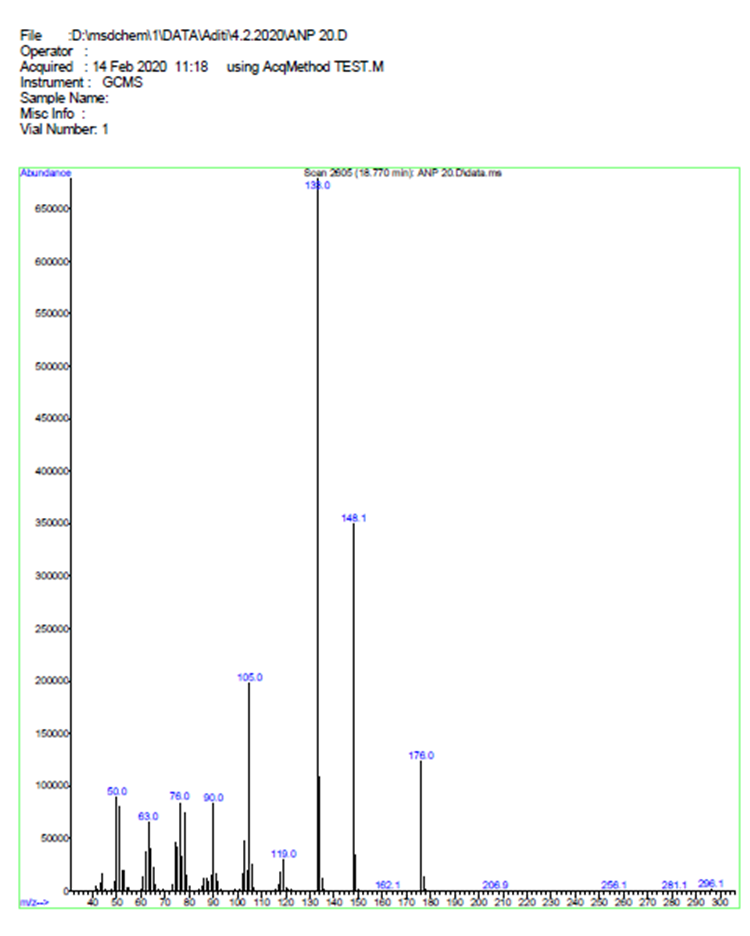 File :D:\msdchem\1\DATA\Aditi\4.2.2020\ANP 20.D
Operator :
Acquired : 14 Feb 2020 11:18 using AcqMethod TEST.M
Instrument : GCMS
Sample Name:
Misc Info :
Vial Number: 1
Abundance
Scan 2605 (18.770 min): ANP 20.D\data.ms
133.0
650000
600000
550000
500000
450000
400000
350000
148.1
300000
250000
200000
105.0
150000
176.0
100000
50.0
76.0
90.0
63.0
50000
119.0
162.1
206.9
256.1
281.1
296.1
0
m/z-->
40 50 60 70 80 90 100 110 120 130 140 150 160 170 180 190 200 210 220 230 240 250 260 270 280 290 300